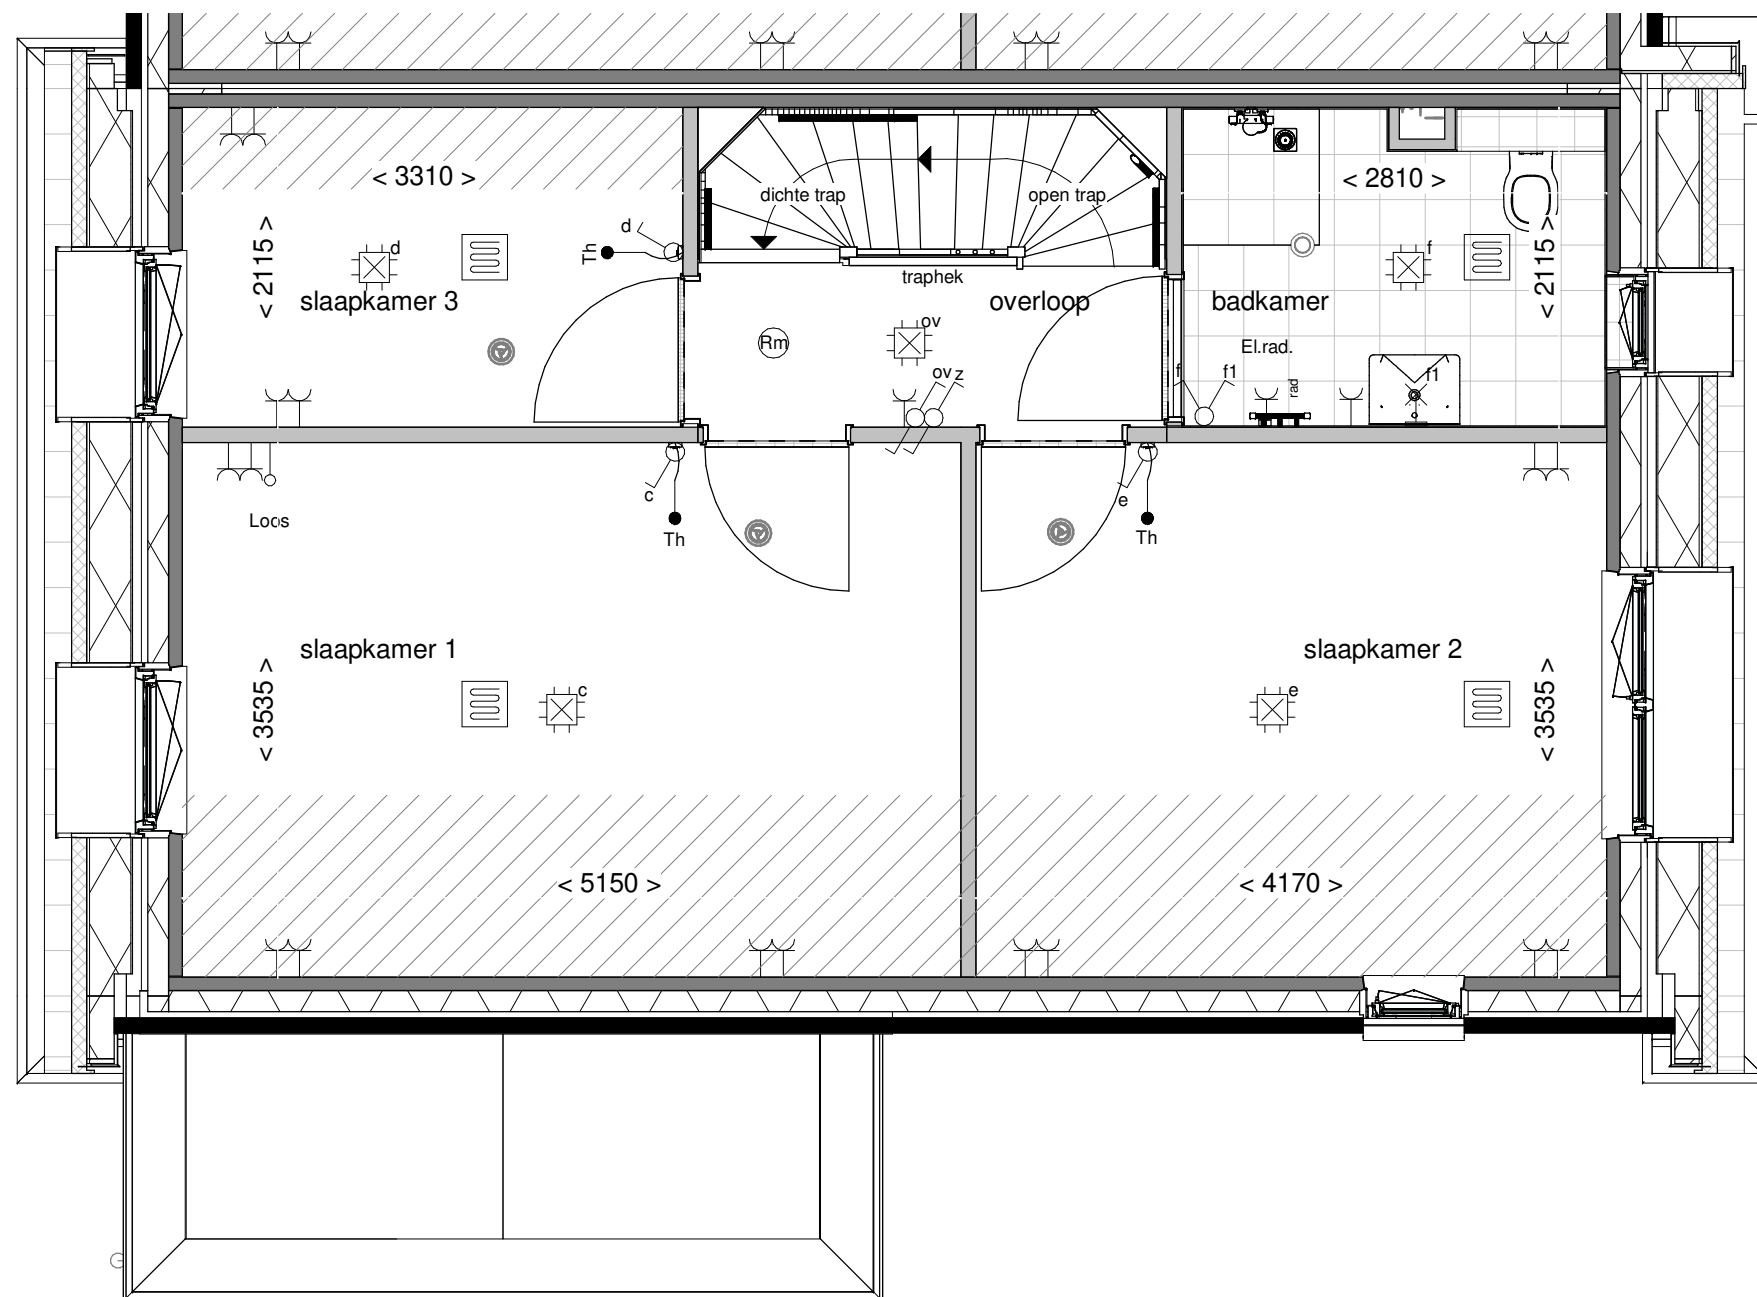 < 3310 >
dichte trap
open trap
< 2810 >
d
Th
< 2115 >
d
slaapkamer 3
traphek
overloop
badkamer
f
< 2115 >
Rm
ov
El.rad.
ov z
f
f1
rad
f1
c
Th
e
Th
Loos
slaapkamer 1
slaapkamer 2
< 3535 >
c
e
< 3535 >
< 5150 >
< 4170 >